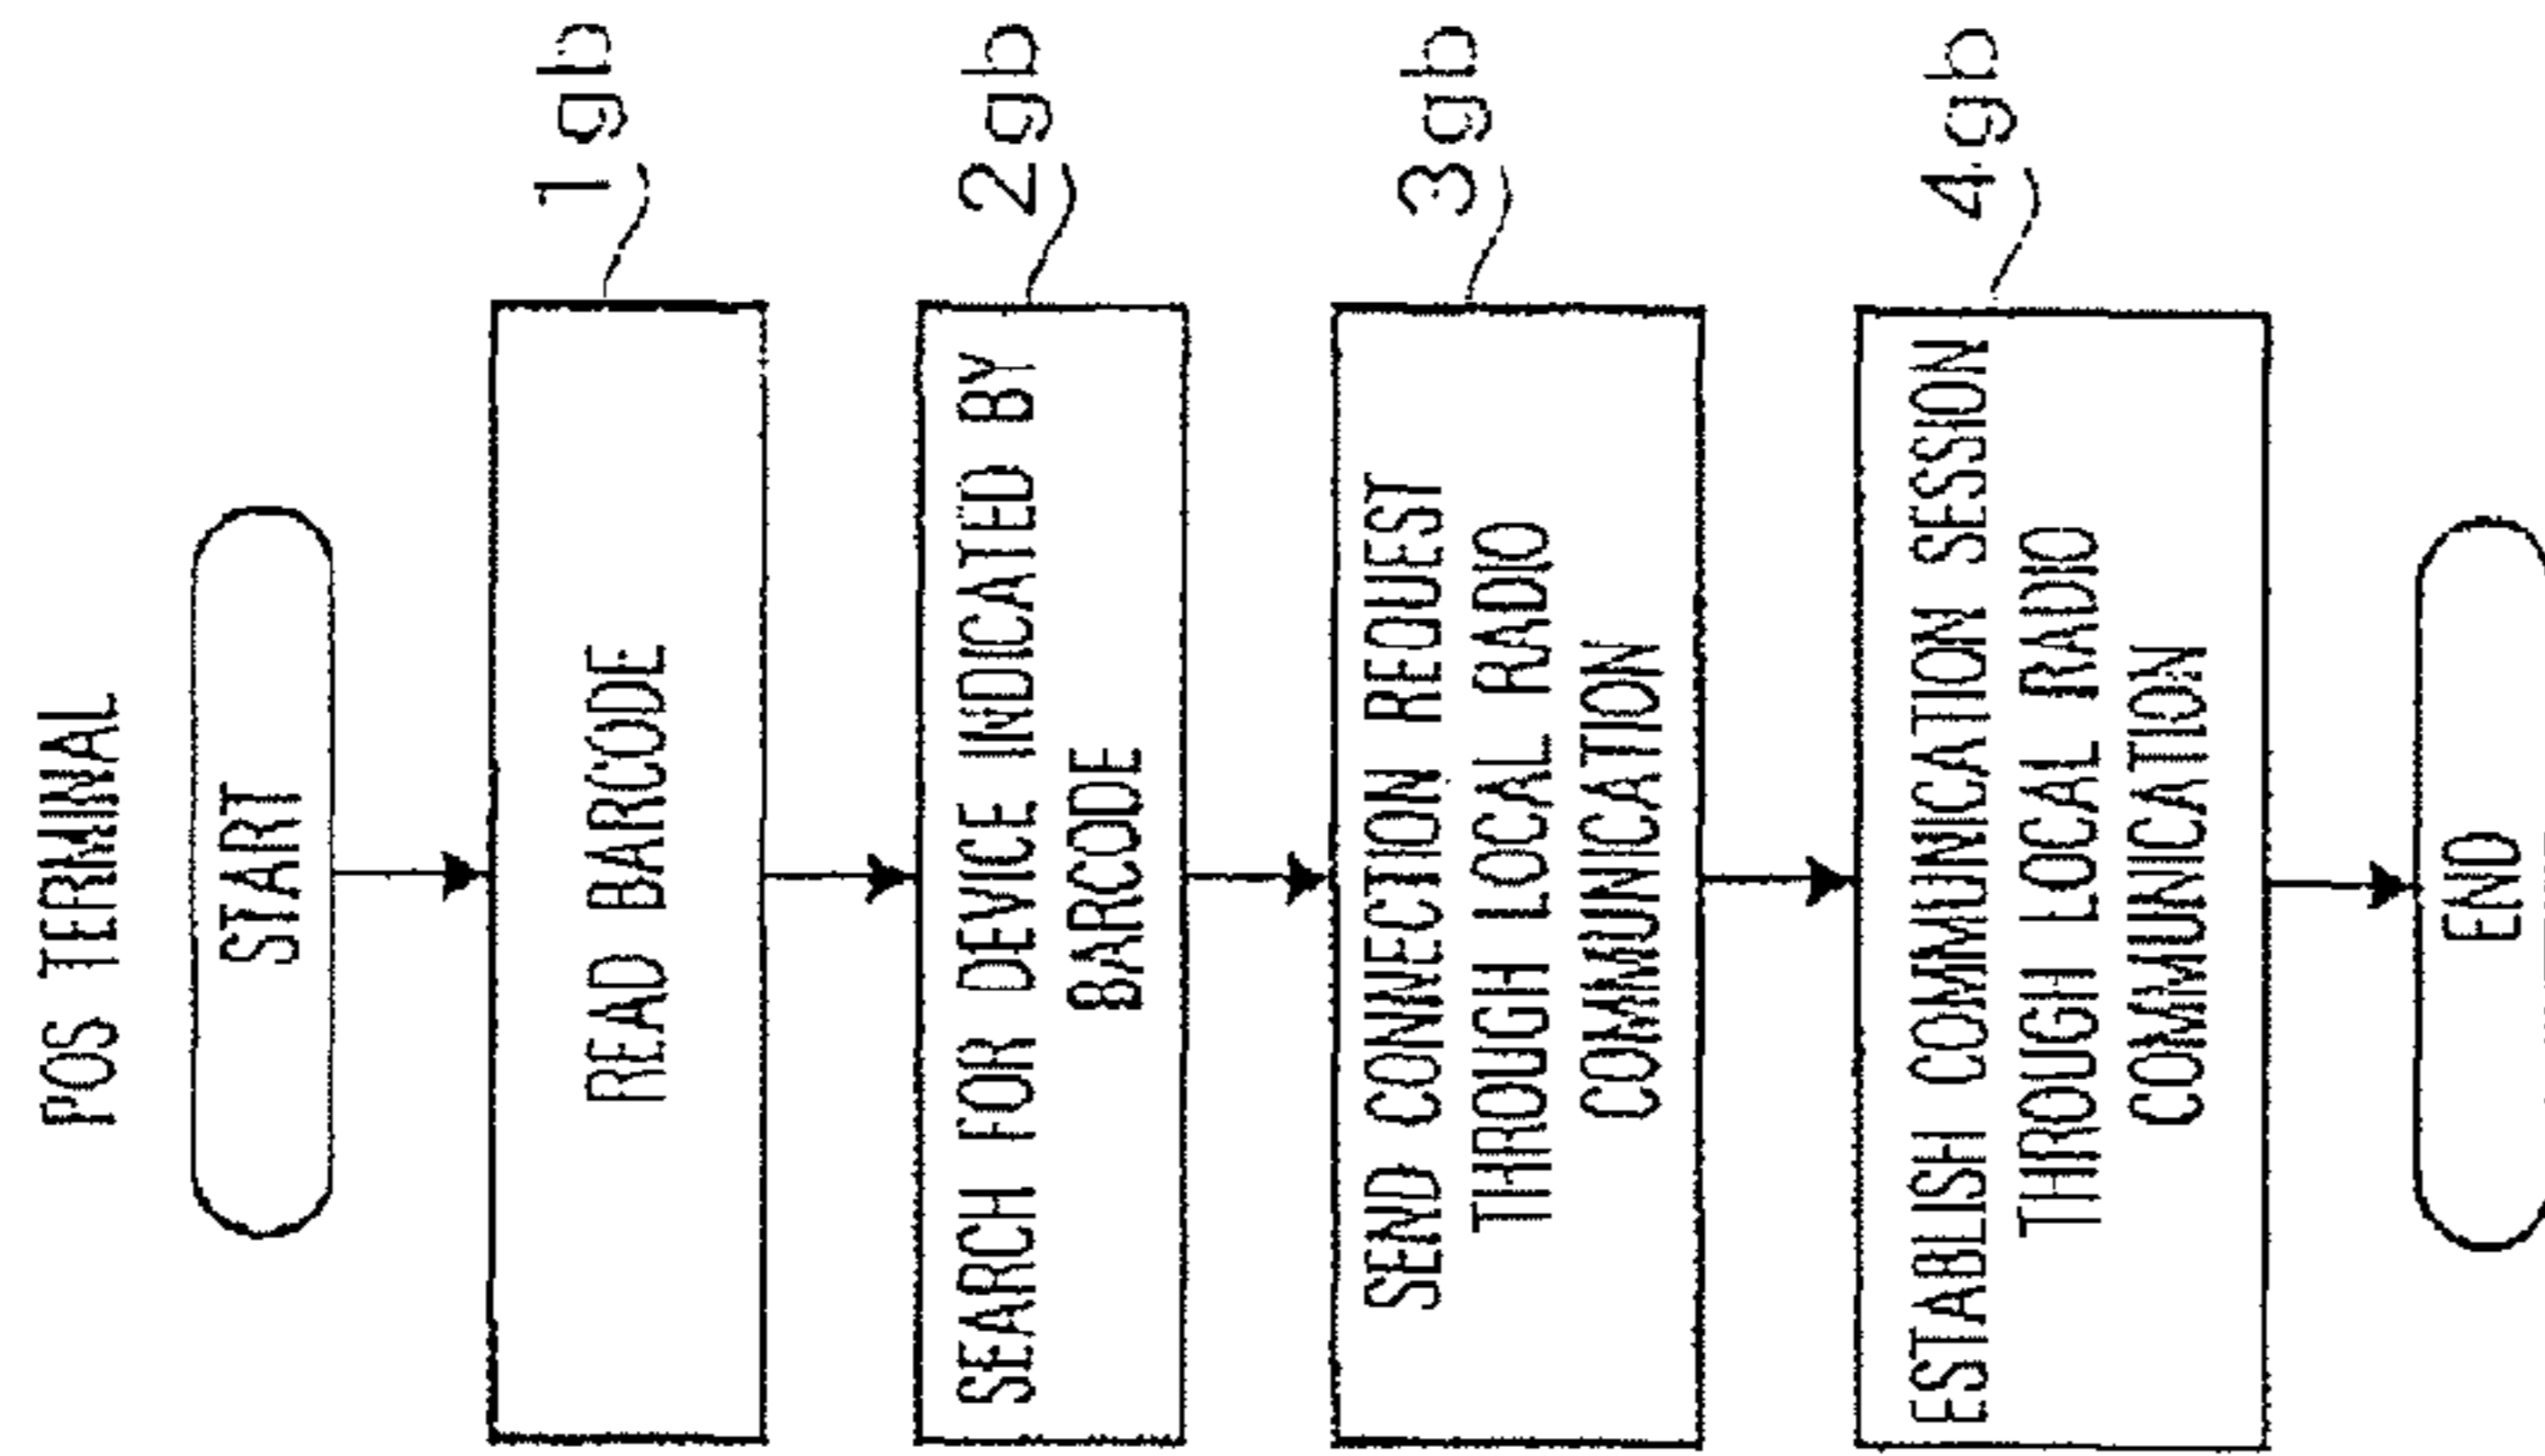 POS TERMINAL
START
READ BARCODE
1gb
SEARCH FOR DEVICE INDICATED BY
BARCODE
2gb
SEND CONNECTION REQUEST
THROUGH LOCAL RADIO
COMMUNICATION
3gb
ESTABLISH COMMUNICATION SESSION
THROUGH LOCAL RADIO
COMMUNICATION
4gb
END